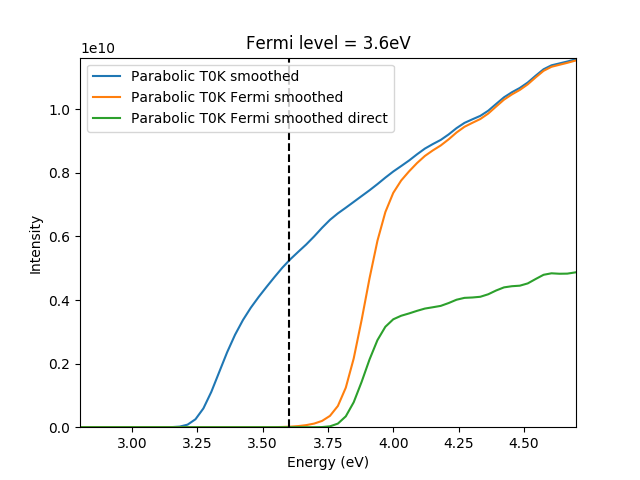 Fermi level = 3.6eV
1e10
Parabolic T0K smoothed
Parabolic T0K Fermi smoothed
Parabolic T0K Fermi smoothed direct
1.0
0.8
0.6
0.4
0.2
0.0
Intensity
3.00 3.25 3.50 3.75 4.00 4.25 4.50
Energy (eV)